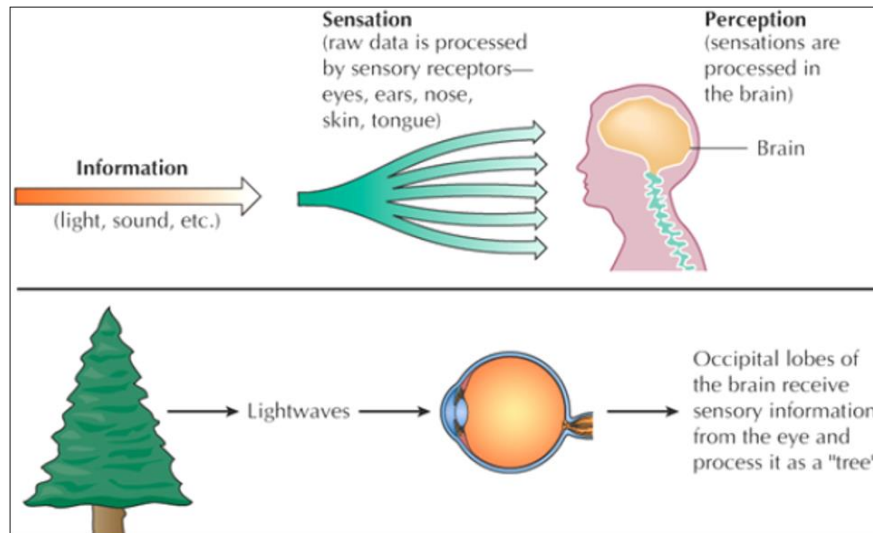 Information
(light, sound, etc.)
Sensation
(raw data is processed
by sensory receptors—
eyes, ears, nose,
skin, tongue)
Perception
(sensations are
processed in
the brain)
Brain
Lightwaves
Occipital lobes of
the brain receive
sensory information
from the eye and
process it as a "tree"